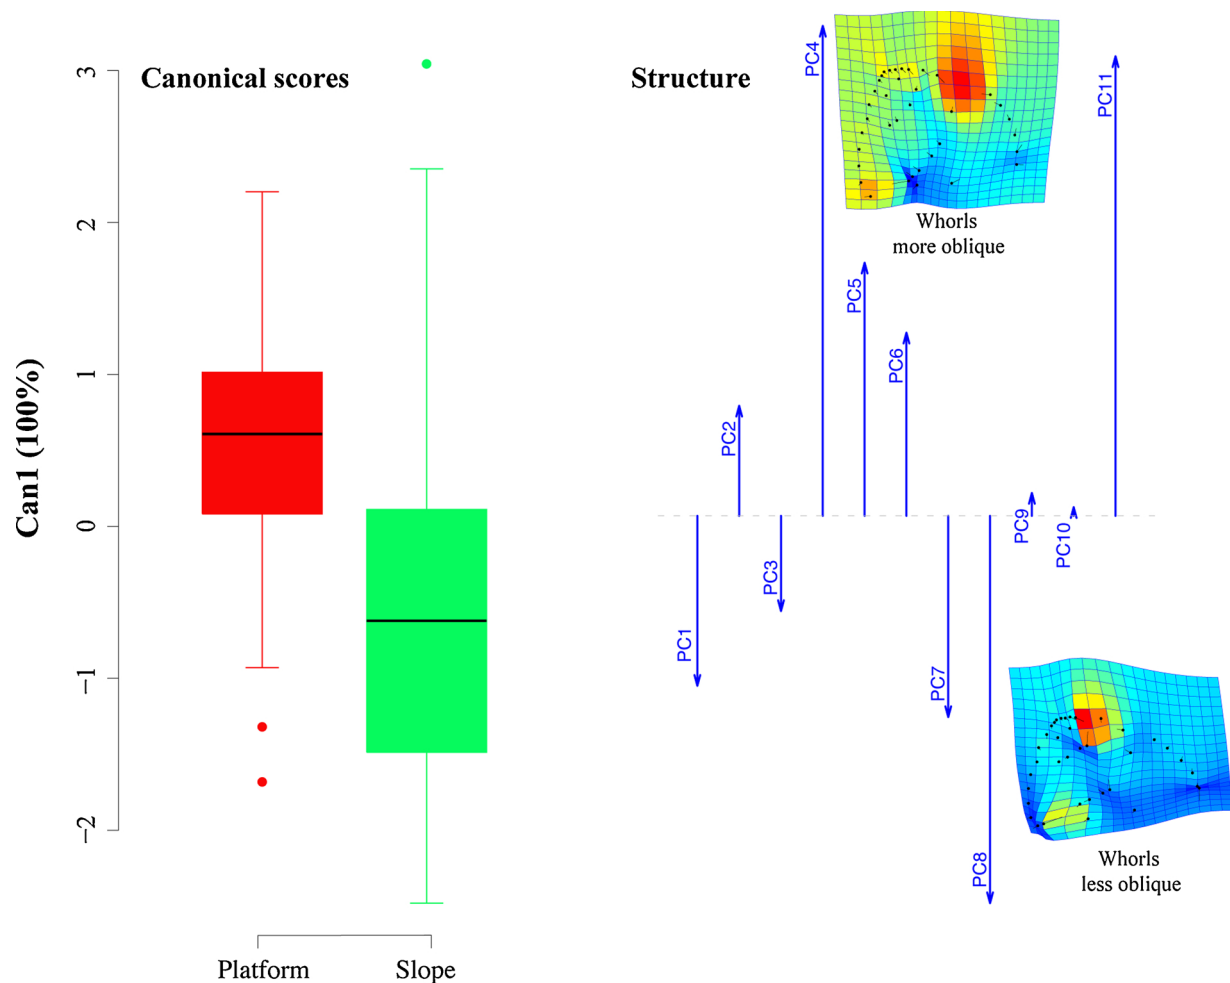 Canonical scores
Can1 (100%)
3
2
1
0
−1
−2
Platform
Slope
Structure
PC1
PC2
PC3
PC4
PC5
PC6
PC7
PC8
PC9
PC10
PC11
Whorls
more oblique
Whorls
less oblique